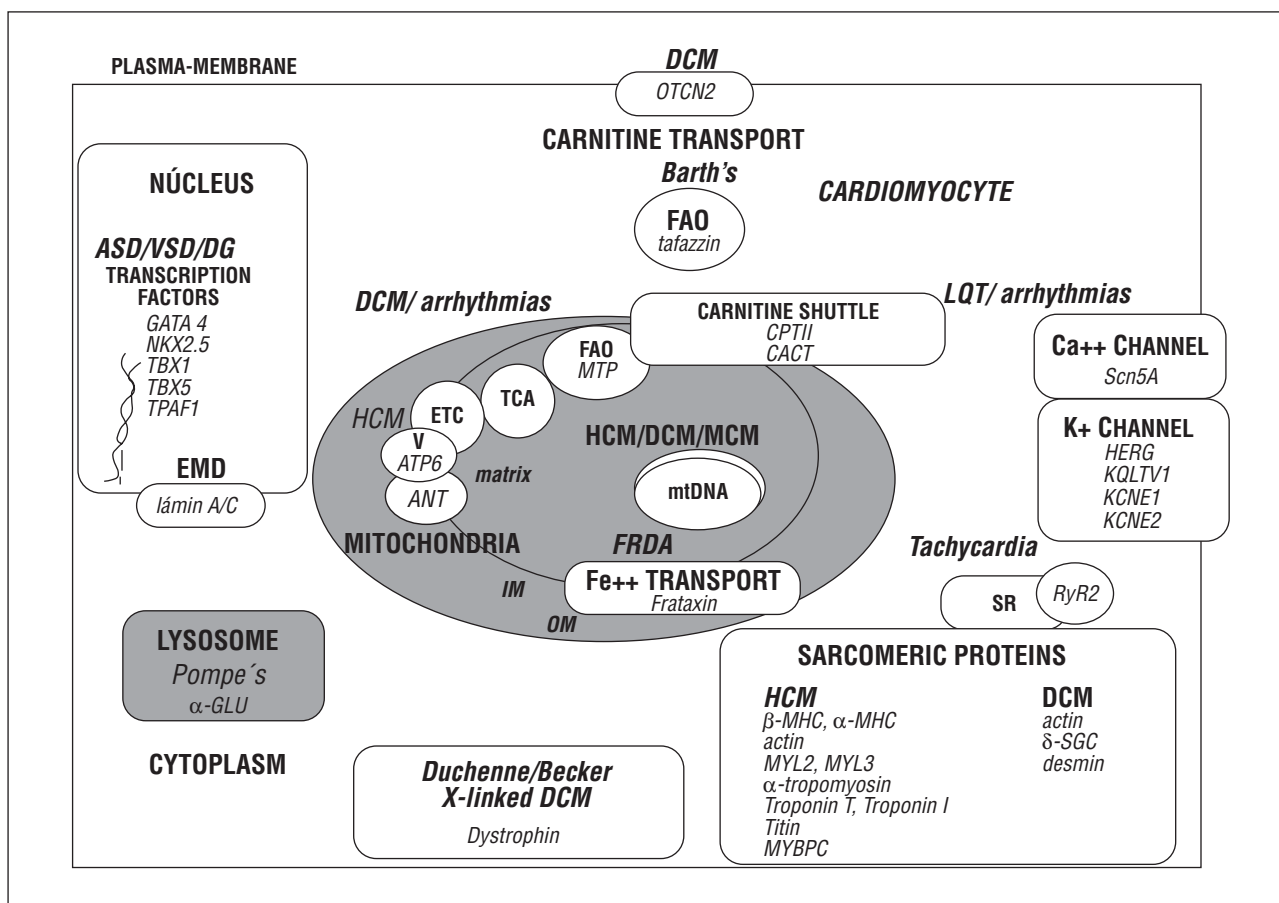 PLASMA-MEMBRANE
DCM
OTCN2
CARNITINE TRANSPORT
Barth's
FAO
tafazzin
CARDIOMYOCYTE
NÚCLEUS
ASD/VSD/DG
TRANSCRIPTION
FACTORS
GATA 4
NKX2.5
TBX1
TBX5
TPAF1
EMD
lámin A/C
DCM/ arrhythmias
CARNITINE SHUTTLE
CPTII
CACT
FAO
MTP
TCA
ETC
HCM
V
ATP6
ANT
matrix
HCM/DCM/MCM
mtDNA
MITOCHONDRIA
FRDA
Fe++ TRANSPORT
Frataxin
IM
OM
LQT/ arrhythmias
Ca++ CHANNEL
Scn5A
K+ CHANNEL
HERG
KQLTV1
KCNE1
KCNE2
Tachycardia
SR
RyR2
LYSOSOME
Pompe´s
α-GLU
CYTOPLASM
Duchenne/Becker
X-linked DCM
Dystrophin
SARCOMERIC PROTEINS
HCM
β-MHC, α-MHC
actin
MYL2, MYL3
α-tropomyosin
Troponin T, Troponin I
Titin
MYBPC
DCM
actin
δ-SGC
desmin